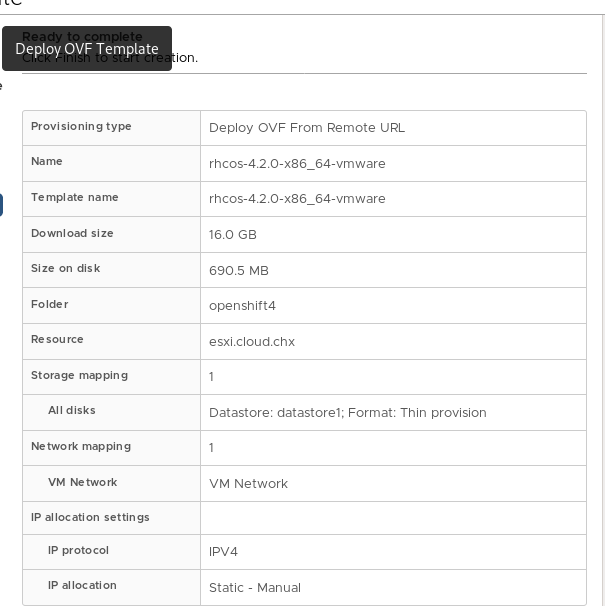 Ready to complete
Deploy OVF Template
Click Finish to start creation.
Provisioning type Deploy OVF From Remote URL
Name rhcos-4.2.0-x86_64-vmware
Template name rhcos-4.2.0-x86_64-vmware
Download size 16.0 GB
Size on disk 690.5 MB
Folder openshift4
Resource esxi.cloud.chx
Storage mapping 1
All disks Datastore: datastore1; Format: Thin provision
Network mapping 1
VM Network VM Network
IP allocation settings
IP protocol IPV4
IP allocation Static - Manual